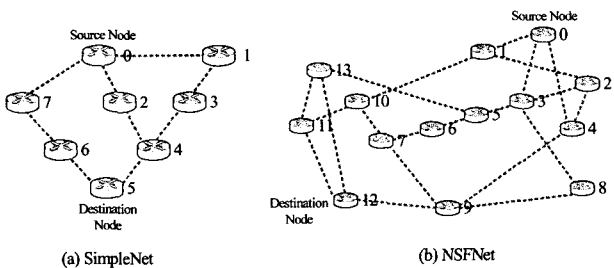 Source Node
0
1
7
2
3
6
4
5
Destination
Node
(a) SimpleNet
Source Node
0
1
13
2
10
3
5
4
11
6
7
8
Destination
Node
12
9
(b) NSFNet